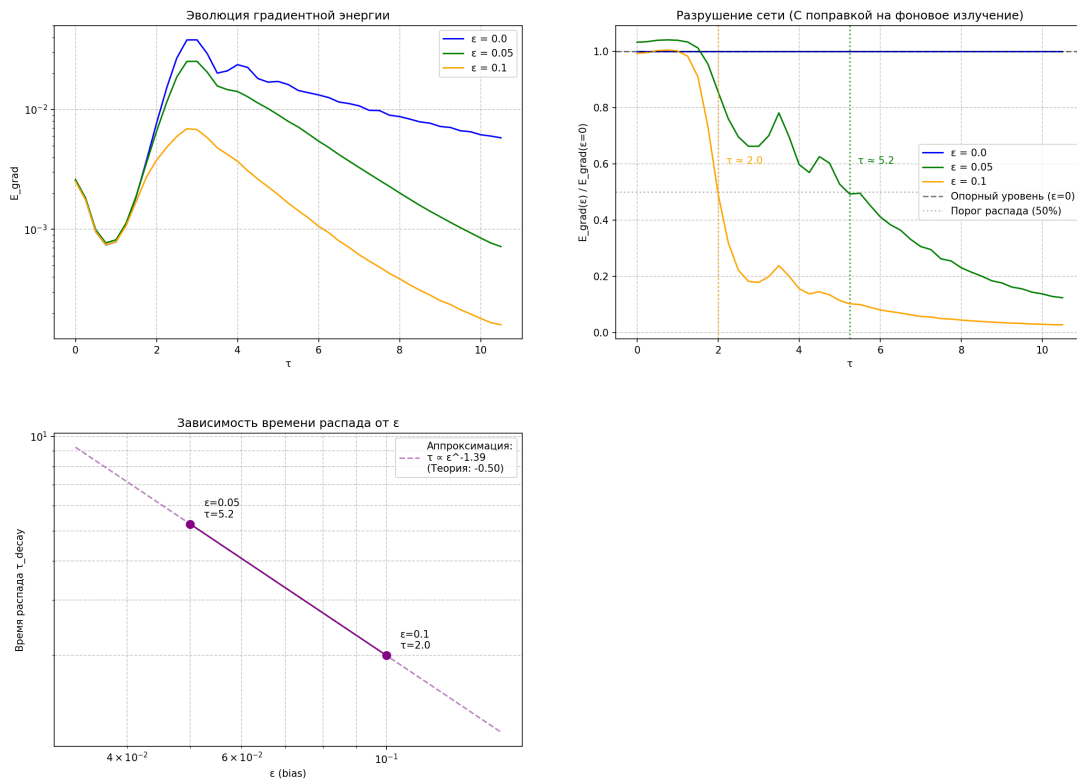 Эволюция градиентной энергии
ε = 0.0
ε = 0.05
ε = 0.1
E_grad
10⁻²
10⁻³
0 2 4 6 8 10
τ
Разрушение сети (С поправкой на фоновое излучение)
E_grad(ε) / E_grad(ε=0)
1.0
0.8
0.6
0.4
0.2
0.0
τ ≈ 2.0
τ ≈ 5.2
ε = 0.0
ε = 0.05
ε = 0.1
Опорный уровень (ε=0)
Порог распада (50%)
0 2 4 6 8 10
τ
Зависимость времени распада от ε
Аппроксимация:
τ ∝ ε^-1.39
(Теория: -0.50)
Время распада τ_decay
10¹
ε=0.05
τ=5.2
ε=0.1
τ=2.0
4 × 10⁻² 6 × 10⁻² 10⁻¹
ε (bias)